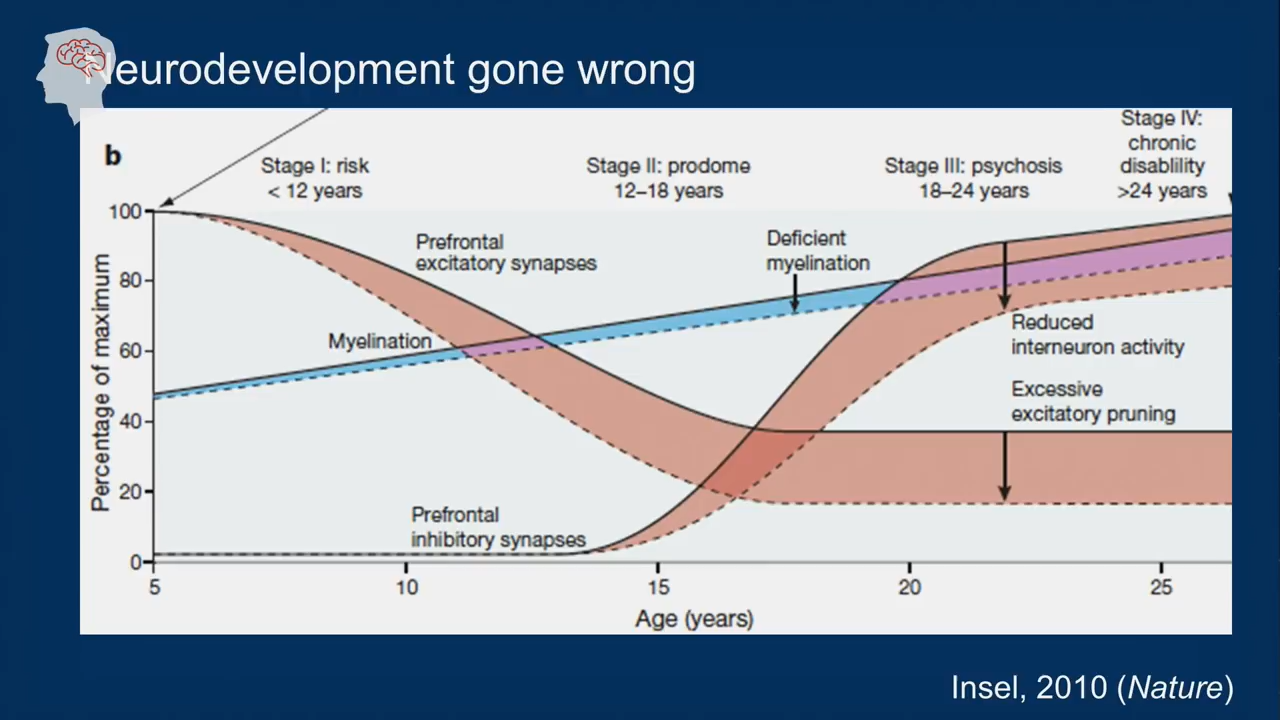 Neurodevelopment gone wrong
b
Stage I: risk
< 12 years
Stage II: prodome
12–18 years
Stage III: psychosis
18–24 years
Stage IV:
chronic
disablility
>24 years
Percentage of maximum
100
80
60
40
20
0
Prefrontal
excitatory synapses
Deficient
myelination
Myelination
Reduced
interneuron activity
Excessive
excitatory pruning
Prefrontal
inhibitory synapses
5
10
15
20
25
Age (years)
Insel, 2010 (Nature)